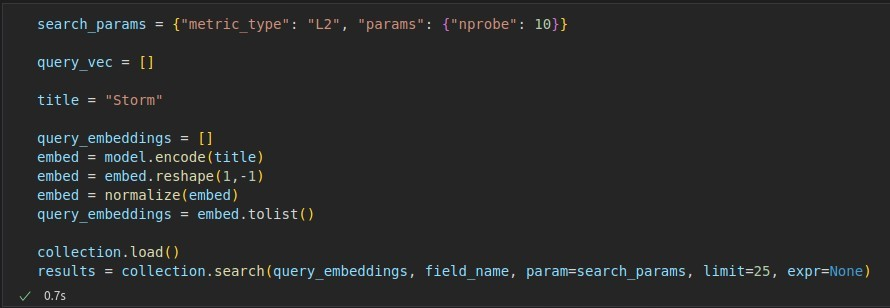 search_params = {"metric_type": "L2", "params": {"nprobe": 10}}
query_vec = []
title = "Storm"
query_embeddings = []
embed = model.encode(title)
embed = embed.reshape(1,-1)
embed = normalize(embed)
query_embeddings = embed.tolist()
collection.load()
results = collection.search(query_embeddings, field_name, param=search_params, limit=25, expr=None)
✓ 0.7s